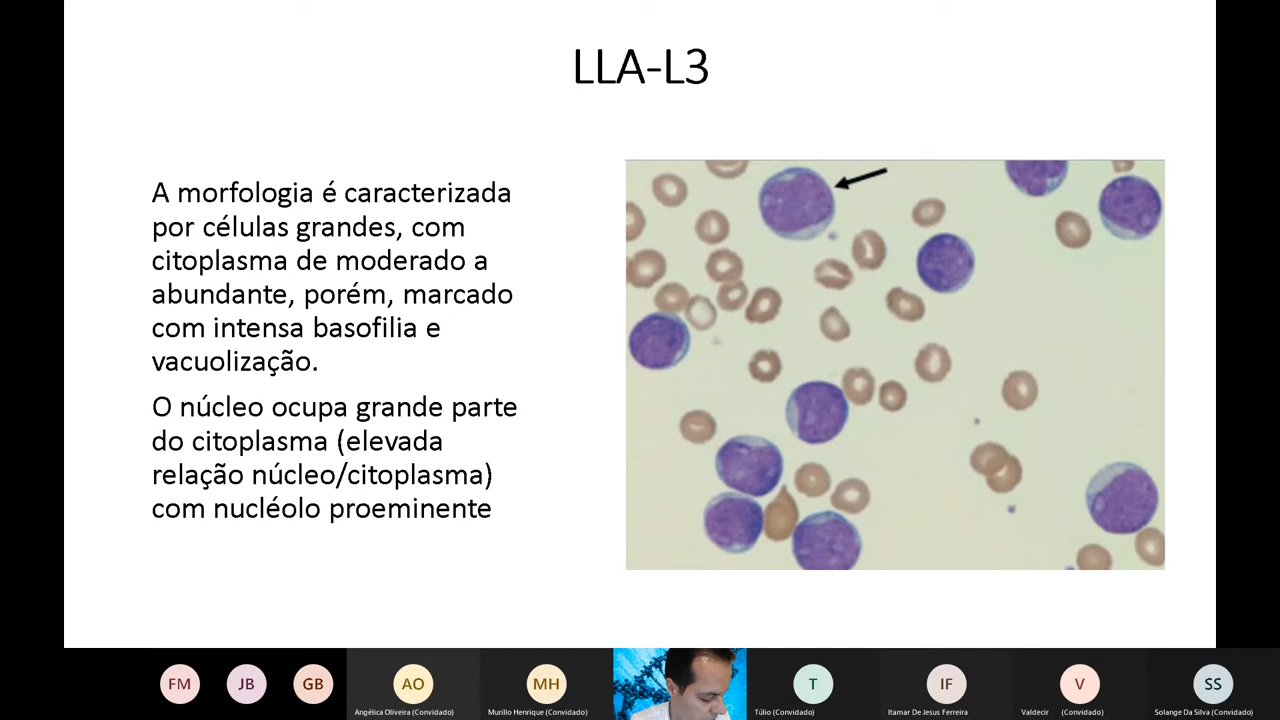 LLA-L3
A morfologia é caracterizada
por células grandes, com
citoplasma de moderado a
abundante, porém, marcado
com intensa basofilia e
vacuolização.
O núcleo ocupa grande parte
do citoplasma (elevada
relação núcleo/citoplasma)
com nucléolo proeminente
FM
JB
GB
AO
MH
T
IF
V
SS
Angélica Oliveira (Convidado)
Murillo Henrique (Convidado)
Túlio (Convidado)
Itamar De Jesus Ferreira
Valdecir (Convidado)
Solange Da Silva (Convidado)